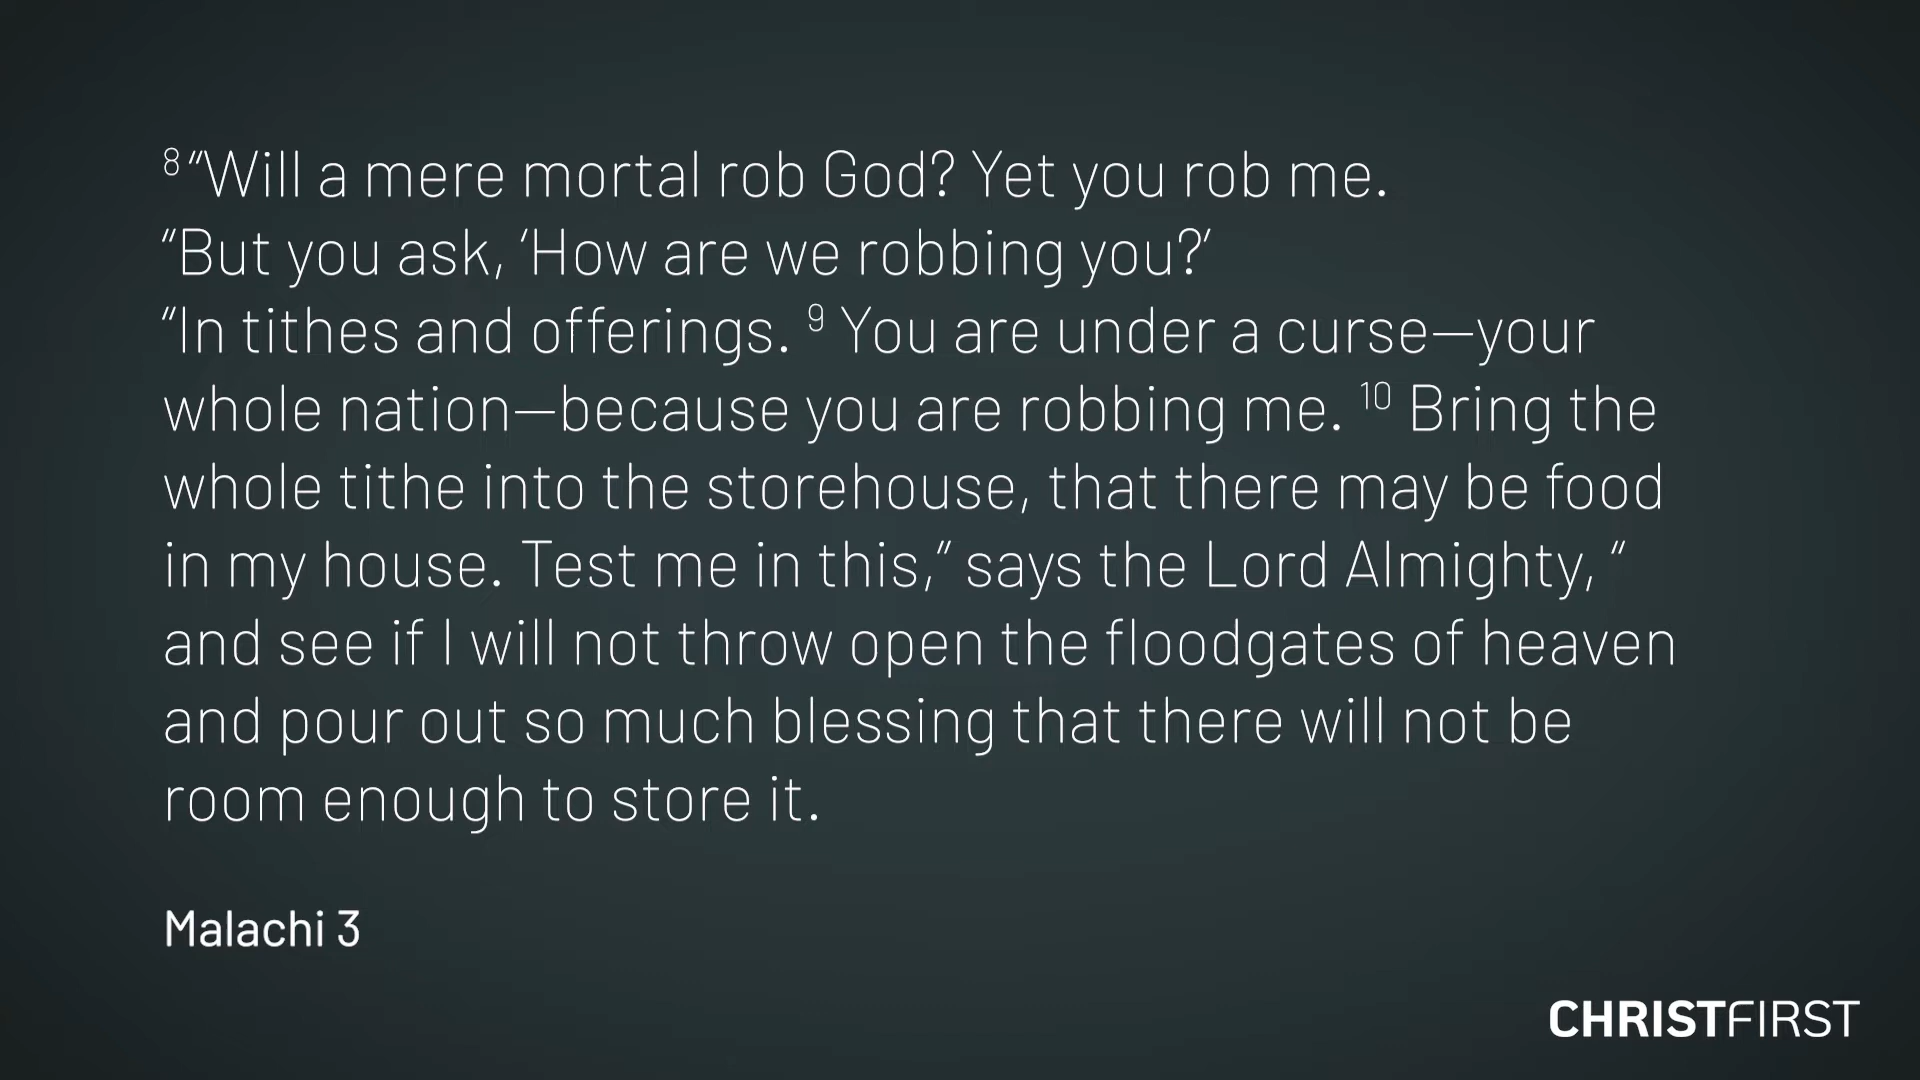 8 “Will a mere mortal rob God? Yet you rob me.
“But you ask, ‘How are we robbing you?’
“In tithes and offerings. 9 You are under a curse—your
whole nation—because you are robbing me. 10 Bring the
whole tithe into the storehouse, that there may be food
in my house. Test me in this,” says the Lord Almighty, “
and see if I will not throw open the floodgates of heaven
and pour out so much blessing that there will not be
room enough to store it.
Malachi 3
CHRISTFIRST